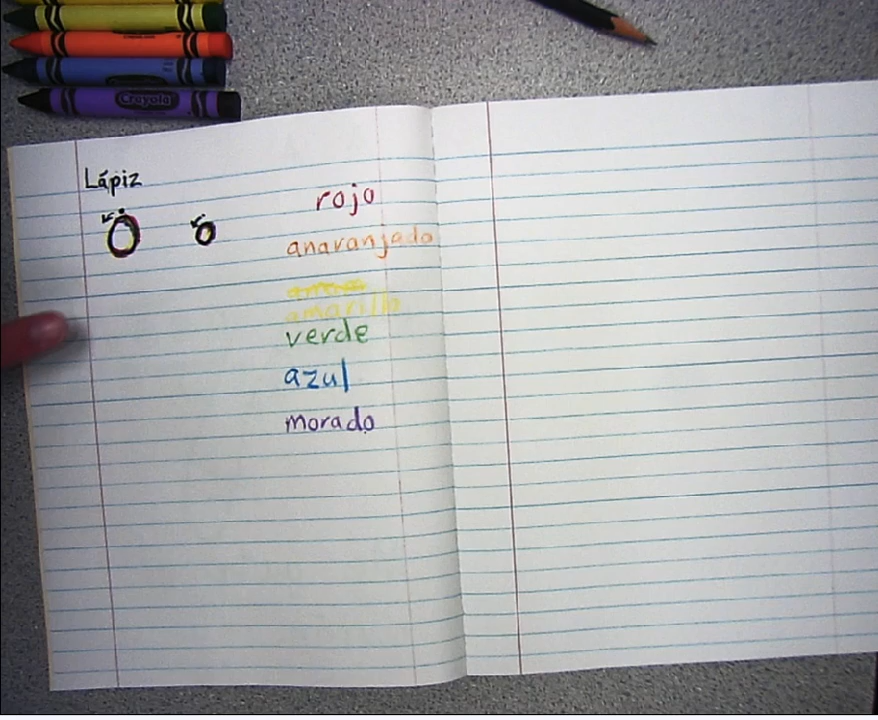 Crayola
Lápiz
O o
rojo
anaranjado
amarillo
verde
azul
morado